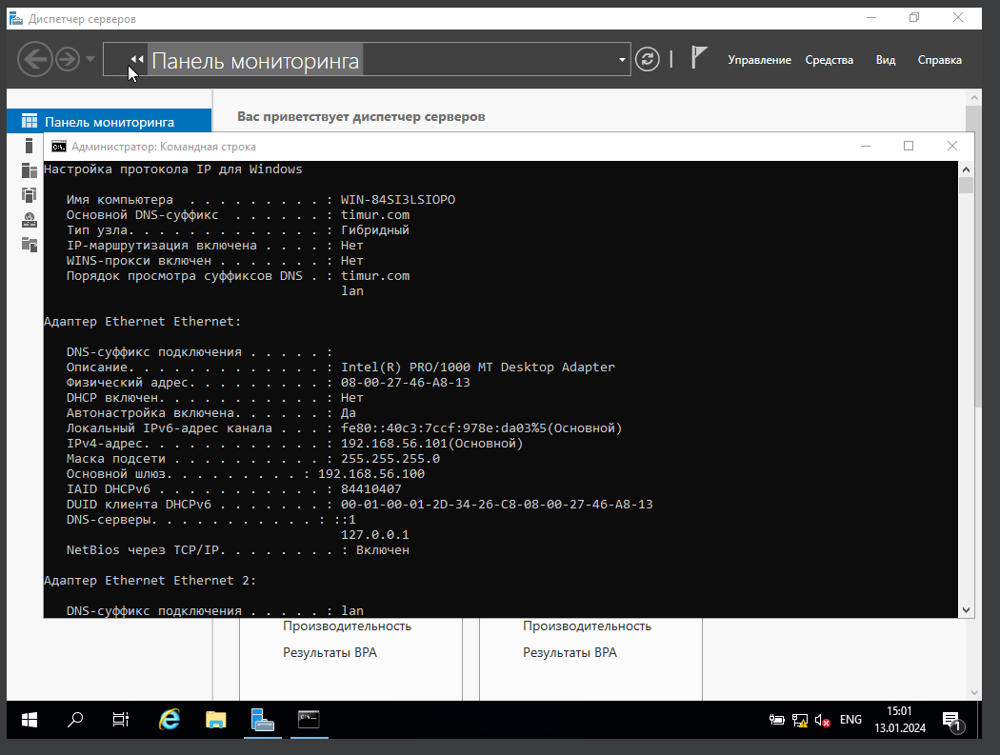 Диспетчер серверов
Панель мониторинга
Управление
Средства
Вид
Справка
Панель мониторинга
Вас приветствует диспетчер серверов
Администратор: Командная строка
Настройка протокола IP для Windows
Имя компьютера . . . . . . . . . : WIN-84SI3LSIOPO
Основной DNS-суффикс . . . . . . : timur.com
Тип узла. . . . . . . . . . . . . : Гибридный
IP-маршрутизация включена . . . . : Нет
WINS-прокси включен . . . . . . . : Нет
Порядок просмотра суффиксов DNS . : timur.com
lan
Адаптер Ethernet Ethernet:
DNS-суффикс подключения . . . . . :
Описание. . . . . . . . . . . . . : Intel(R) PRO/1000 MT Desktop Adapter
Физический адрес. . . . . . . . . : 08-00-27-46-A8-13
DHCP включен. . . . . . . . . . . : Нет
Автонастройка включена. . . . . . : Да
Локальный IPv6-адрес канала . . . : fe80::40c3:7ccf:978e:da03%5(Основной)
IPv4-адрес. . . . . . . . . . . . : 192.168.56.101(Основной)
Маска подсети . . . . . . . . . . : 255.255.255.0
Основной шлюз. . . . . . . . . : 192.168.56.100
IAID DHCPv6 . . . . . . . . . . . : 84410407
DUID клиента DHCPv6 . . . . . . . : 00-01-00-01-2D-34-26-C8-08-00-27-46-A8-13
DNS-серверы. . . . . . . . . . . : ::1
127.0.0.1
NetBios через TCP/IP. . . . . . . . : Включен
Адаптер Ethernet Ethernet 2:
DNS-суффикс подключения . . . . . : lan
Производительность
Производительность
Результаты BPA
Результаты BPA
ENG
15:01
13.01.2024
1